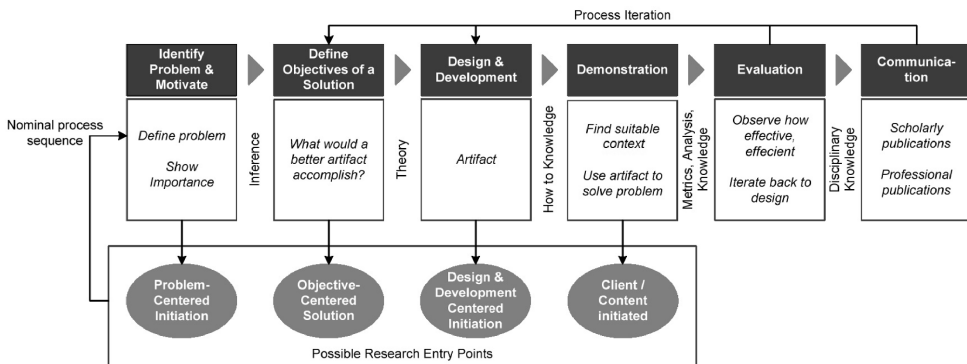 Process Iteration
Identify
Problem &
Motivate
Define
Objectives of a
Solution
Design &
Development
Demonstration
Evaluation
Communica-
tion
Nominal process
sequence
Define problem
Show
Importance
Inference
What would a
better artifact
accomplish?
Theory
Artifact
How to Knowledge
Find suitable
context
Use artifact to
solve problem
Metrics, Analysis,
Knowledge
Observe how
effective,
effecient
Iterate back to
design
Disciplinary
Knowledge
Scholarly
publications
Professional
publications
Problem-
Centered
Initiation
Objective-
Centered
Solution
Design &
Development
Centered
Initiation
Client /
Content
initiated
Possible Research Entry Points